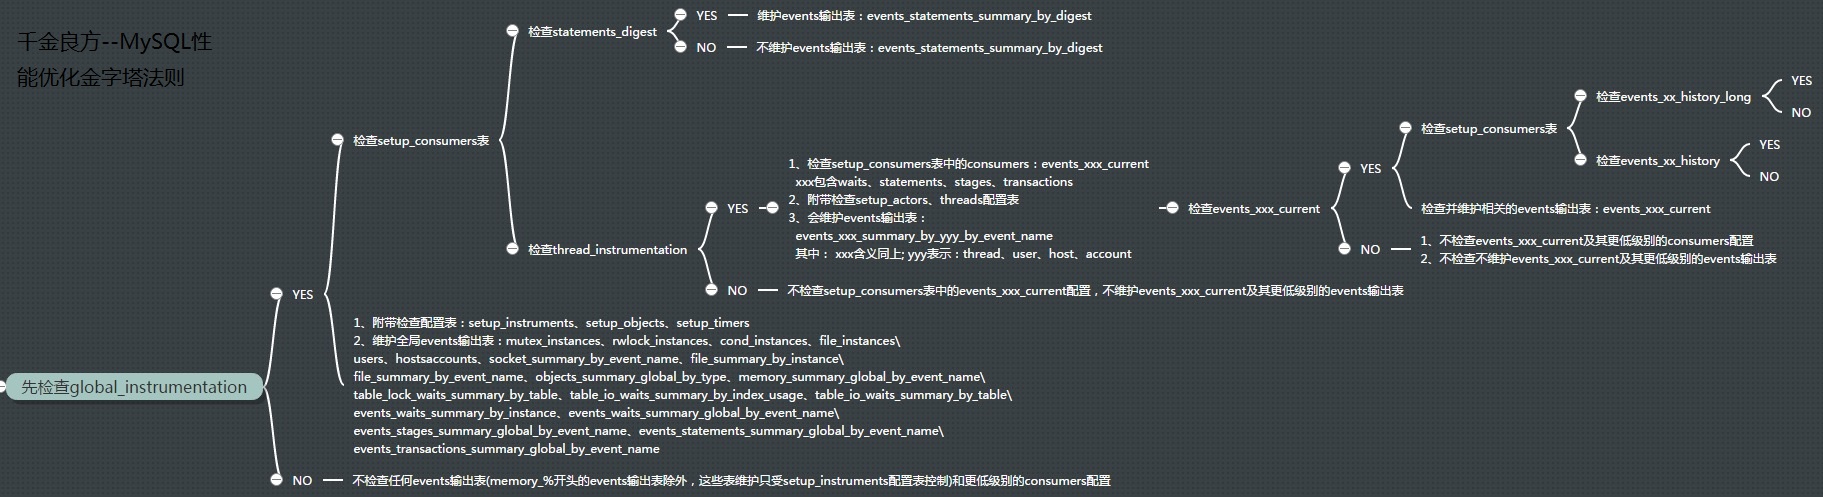 千金良方--MySQL性
能优化金字塔法则
先检查global_instrumentation
YES
检查setup_consumers表
检查statements_digest
YES
维护events输出表：events_statements_summary_by_digest
NO
不维护events输出表：events_statements_summary_by_digest
检查thread_instrumentation
YES
1、检查setup_consumers表中的consumers：events_xxx_current
xxx包含waits、statements、stages、transactions
2、附带检查setup_actors、threads配置表
3、会维护events输出表：
events_xxx_summary_by_yyy_by_event_name
其中： xxx含义同上; yyy表示：thread、user、host、account
检查events_xxx_current
YES
检查setup_consumers表
检查events_xx_history_long
YES
NO
检查events_xx_history
YES
NO
检查并维护相关的events输出表：events_xxx_current
NO
1、不检查events_xxx_current及其更低级别的consumers配置
2、不检查不维护events_xxx_current及其更低级别的events输出表
NO
不检查setup_consumers表中的events_xxx_current配置，不维护events_xxx_current及其更低级别的events输出表
1、附带检查配置表：setup_instruments、setup_objects、setup_timers
2、维护全局events输出表：mutex_instances、rwlock_instances、cond_instances、file_instances\
users、hostsaccounts、socket_summary_by_event_name、file_summary_by_instance\
file_summary_by_event_name、objects_summary_global_by_type、memory_summary_global_by_event_name\
table_lock_waits_summary_by_table、table_io_waits_summary_by_index_usage、table_io_waits_summary_by_table\
events_waits_summary_by_instance、events_waits_summary_global_by_event_name\
events_stages_summary_global_by_event_name、events_statements_summary_global_by_event_name\
events_transactions_summary_global_by_event_name
NO
不检查任何events输出表(memory_%开头的events输出表除外，这些表维护只受setup_instruments配置表控制)和更低级别的consumers配置